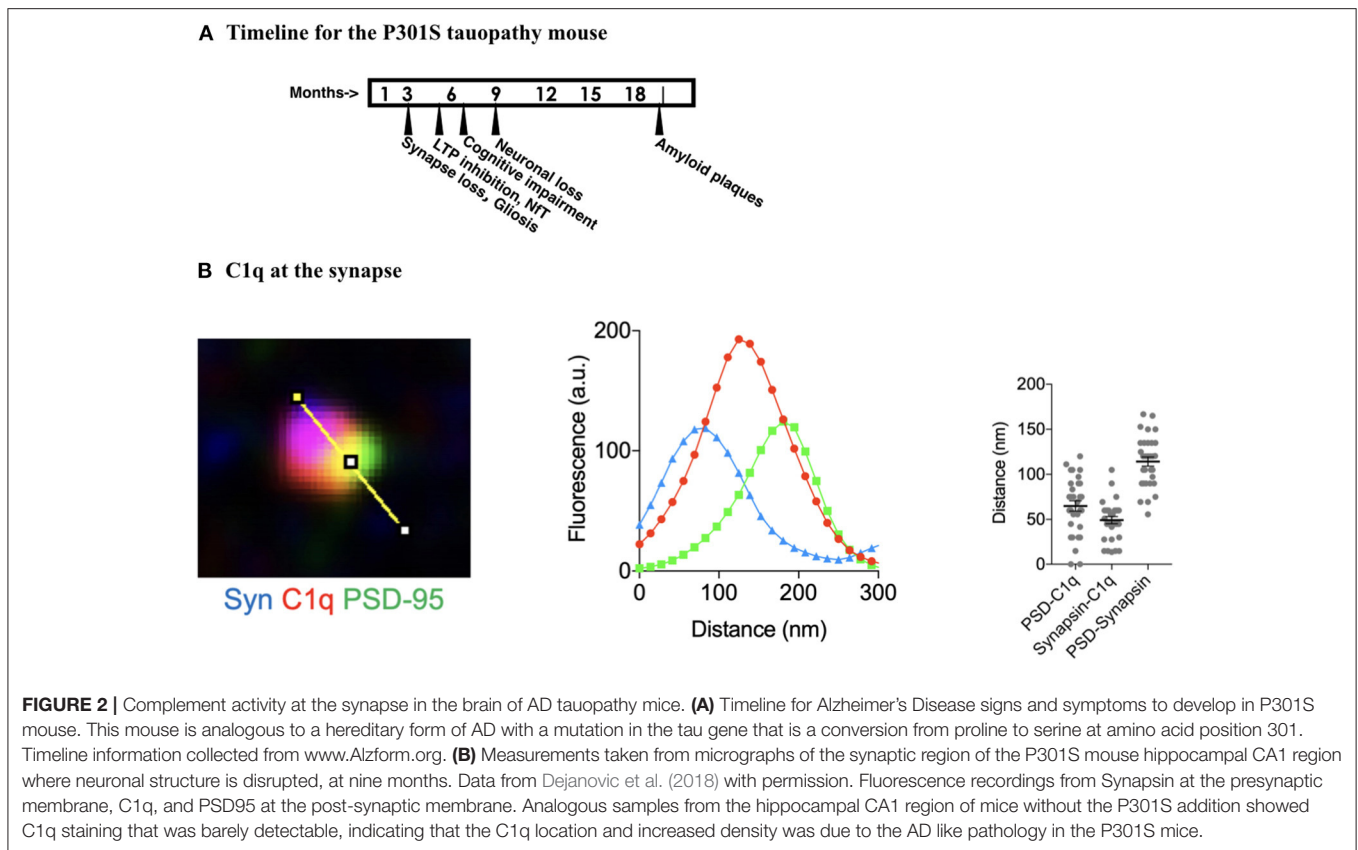 A Timeline for the P301S tauopathy mouse
Months-> 1 3 6 9 12 15 18
Synapse loss, Gliosis
LTP inhibition, NfT
Cognitive impairment
Neuronal loss
Amyloid plaques
B C1q at the synapse
Syn C1q PSD-95
Fluorescence (a.u.)
200
100
0
0 100 200 300
Distance (nm)
Distance (nm)
200
150
100
50
0
PSD-C1q
Synapsin-C1q
PSD-Synapsin
FIGURE 2 | Complement activity at the synapse in the brain of AD tauopathy mice. (A) Timeline for Alzheimer's Disease signs and symptoms to develop in P301S
mouse. This mouse is analogous to a hereditary form of AD with a mutation in the tau gene that is a conversion from proline to serine at amino acid position 301.
Timeline information collected from www.Alzform.org. (B) Measurements taken from micrographs of the synaptic region of the P301S mouse hippocampal CA1 region
where neuronal structure is disrupted, at nine months. Data from Dejanovic et al. (2018) with permission. Fluorescence recordings from Synapsin at the presynaptic
membrane, C1q, and PSD95 at the post-synaptic membrane. Analogous samples from the hippocampal CA1 region of mice without the P301S addition showed
C1q staining that was barely detectable, indicating that the C1q location and increased density was due to the AD like pathology in the P301S mice.